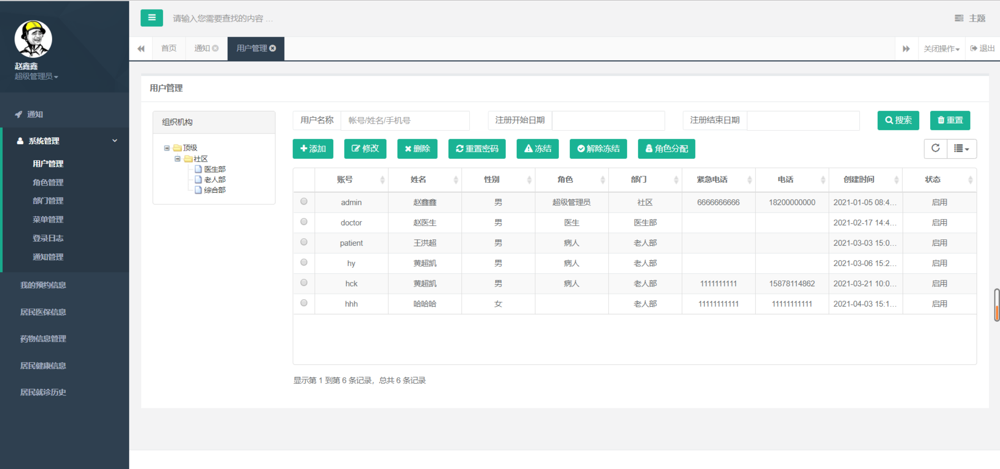 请输入您需要查找的内容 ...
主题
首页
通知
用户管理
关闭操作
退出
赵鑫鑫
超级管理员
通知
系统管理
用户管理
角色管理
部门管理
菜单管理
登录日志
通知管理
我的预约信息
居民医保信息
药物信息管理
居民健康信息
居民就诊历史
用户管理
组织机构
顶级
社区
医生部
老人部
综合部
用户名称 帐号/姓名/手机号 注册开始日期 注册结束日期 搜索 重置
添加 修改 删除 重置密码 冻结 解除冻结 角色分配
账号 姓名 性别 角色 部门 紧急电话 电话 创建时间 状态
admin 赵鑫鑫 男 超级管理员 社区 6666666666 18200000000 2021-01-05 08:4... 启用
doctor 赵医生 男 医生 医生部 2021-02-17 14:4... 启用
patient 王洪超 男 病人 老人部 2021-03-03 15:0... 启用
hy 黄超凯 男 病人 老人部 2021-03-06 15:2... 启用
hck 黄超凯 男 病人 老人部 1111111111 15878114862 2021-03-21 10:0... 启用
hhh 哈哈哈 女 老人部 11111111111 11111111111 2021-04-03 15:1... 启用
显示第 1 到第 6 条记录，总共 6 条记录